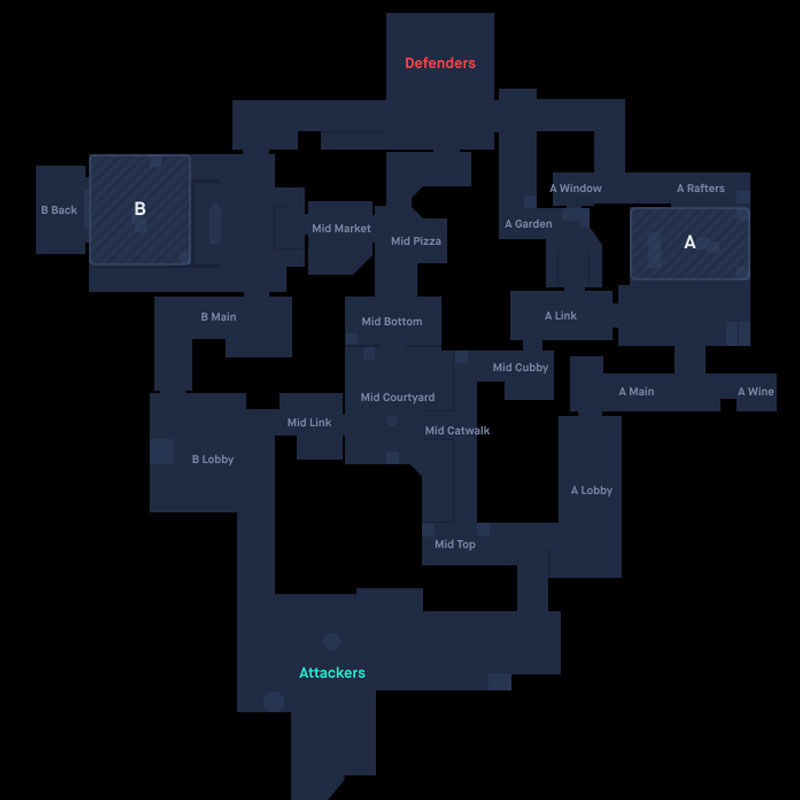 Defenders
A Window
A Rafters
B Back
B
A Garden
Mid Market
Mid Pizza
A
B Main
Mid Bottom
A Link
Mid Cubby
A Main
A Wine
Mid Courtyard
Mid Link
Mid Catwalk
B Lobby
A Lobby
Mid Top
Attackers